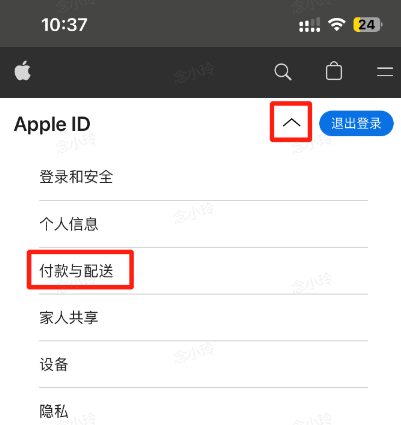 10:37
24
Apple ID
退出登录
登录和安全
个人信息
付款与配送
家人共享
设备
隐私
念小玲